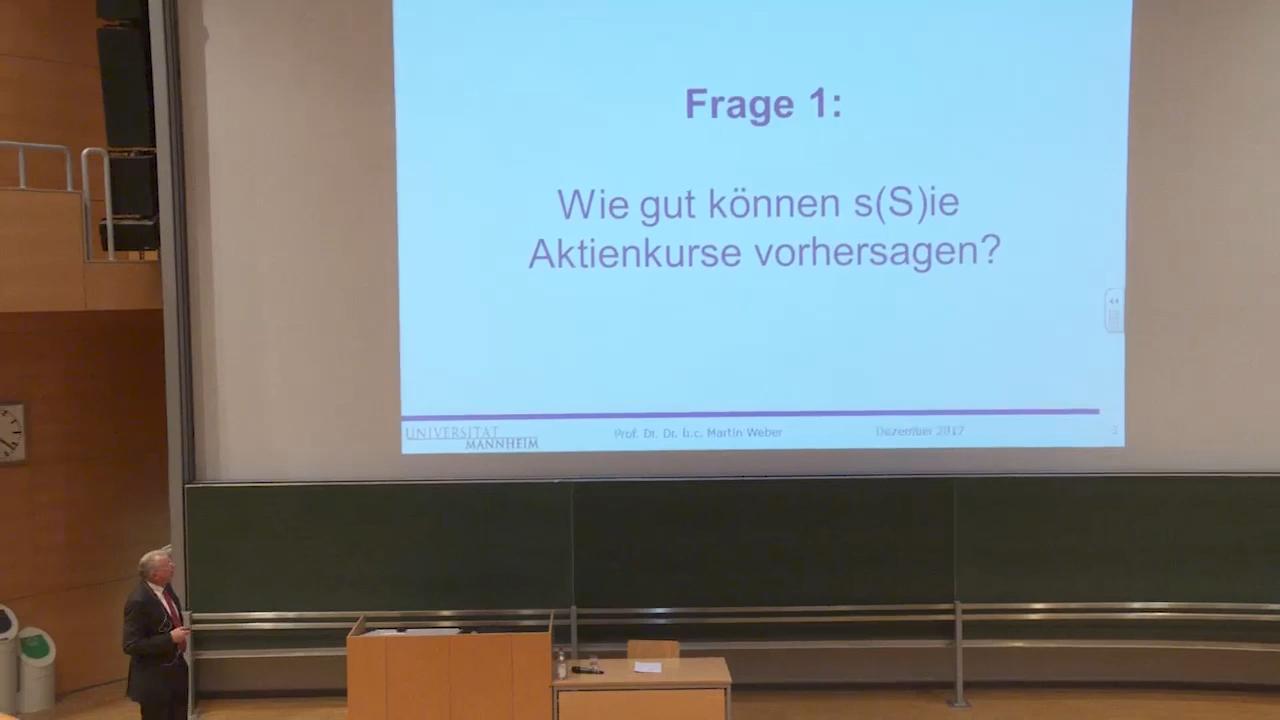 Frage 1:
Wie gut können s(S)ie
Aktienkurse vorhersagen?
UNIVERSITÄT
MANNHEIM
Prof. Dr. Dr. h.c. Martin Weber
Dezember 2017